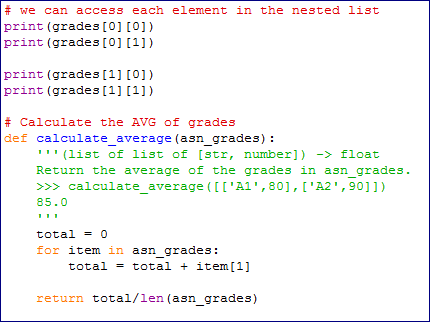 # we can access each element in the nested list
print(grades[0][0])
print(grades[0][1])
print(grades[1][0])
print(grades[1][1])
# Calculate the AVG of grades
def calculate_average(asn_grades):
'''(list of list of [str, number]) -> float
Return the average of the grades in asn_grades.
>>> calculate_average([['A1',80],['A2',90]])
85.0
'''
total = 0
for item in asn_grades:
total = total + item[1]
return total/len(asn_grades)